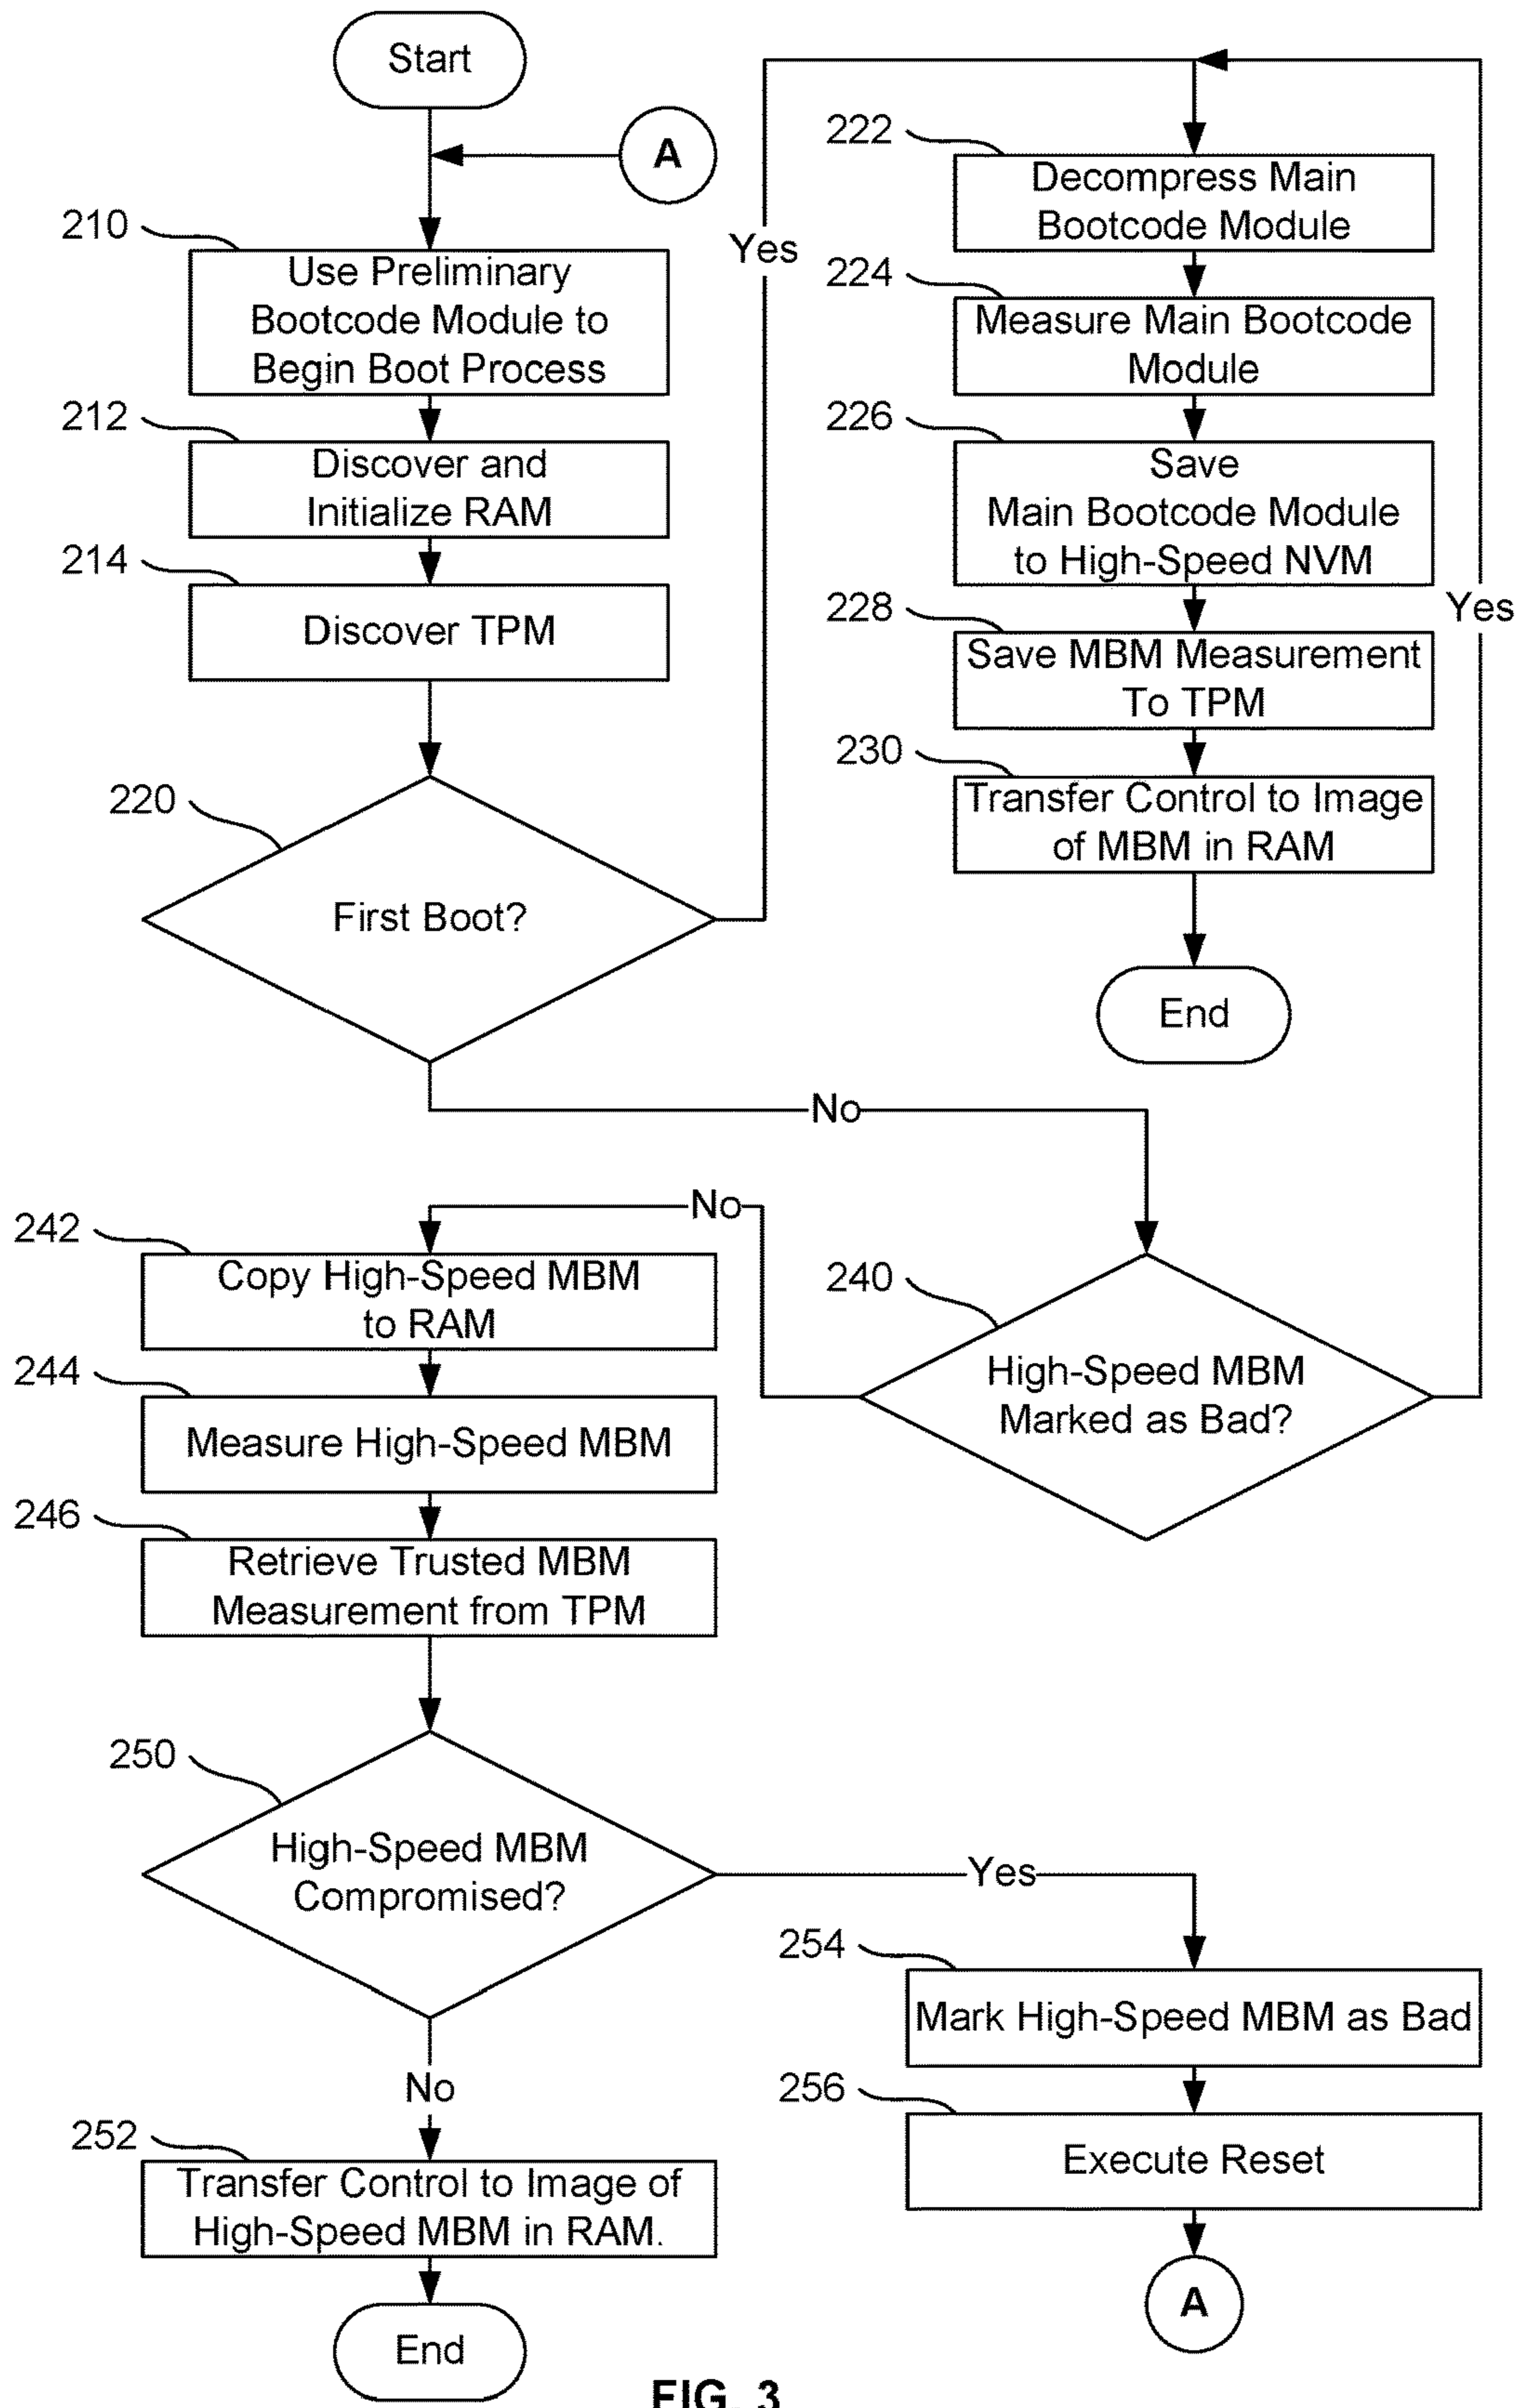 Start
A
210
Use Preliminary
Bootcode Module to
Begin Boot Process
212
Discover and
Initialize RAM
214
Discover TPM
220
First Boot?
Yes
222
Decompress Main
Bootcode Module
224
Measure Main Bootcode
Module
226
Save
Main Bootcode Module
to High-Speed NVM
228
Save MBM Measurement
To TPM
230
Transfer Control to Image
of MBM in RAM
End
Yes
No
240
High-Speed MBM
Marked as Bad?
No
242
Copy High-Speed MBM
to RAM
244
Measure High-Speed MBM
246
Retrieve Trusted MBM
Measurement from TPM
250
High-Speed MBM
Compromised?
Yes
254
Mark High-Speed MBM as Bad
256
Execute Reset
A
No
252
Transfer Control to Image of
High-Speed MBM in RAM.
End
FIG. 3